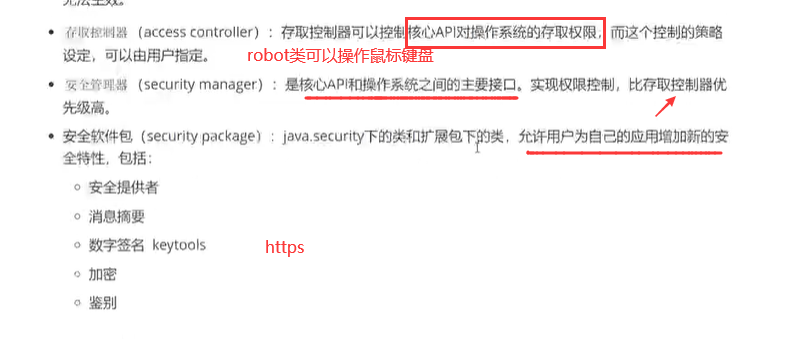 存取控制器（access controller）：存取控制器可以控制核心API对操作系统的存取权限，而这个控制的策略
设定，可以由用户指定。
robot类可以操作鼠标键盘
安全管理器（security manager）：是核心API和操作系统之间的主要接口。实现权限控制，比存取控制器优
先级高。
安全软件包（security package）：java.security下的类和扩展包下的类，允许用户为自己的应用增加新的安
全特性，包括：
安全提供者
消息摘要
数字签名 keytools
https
加密
鉴别